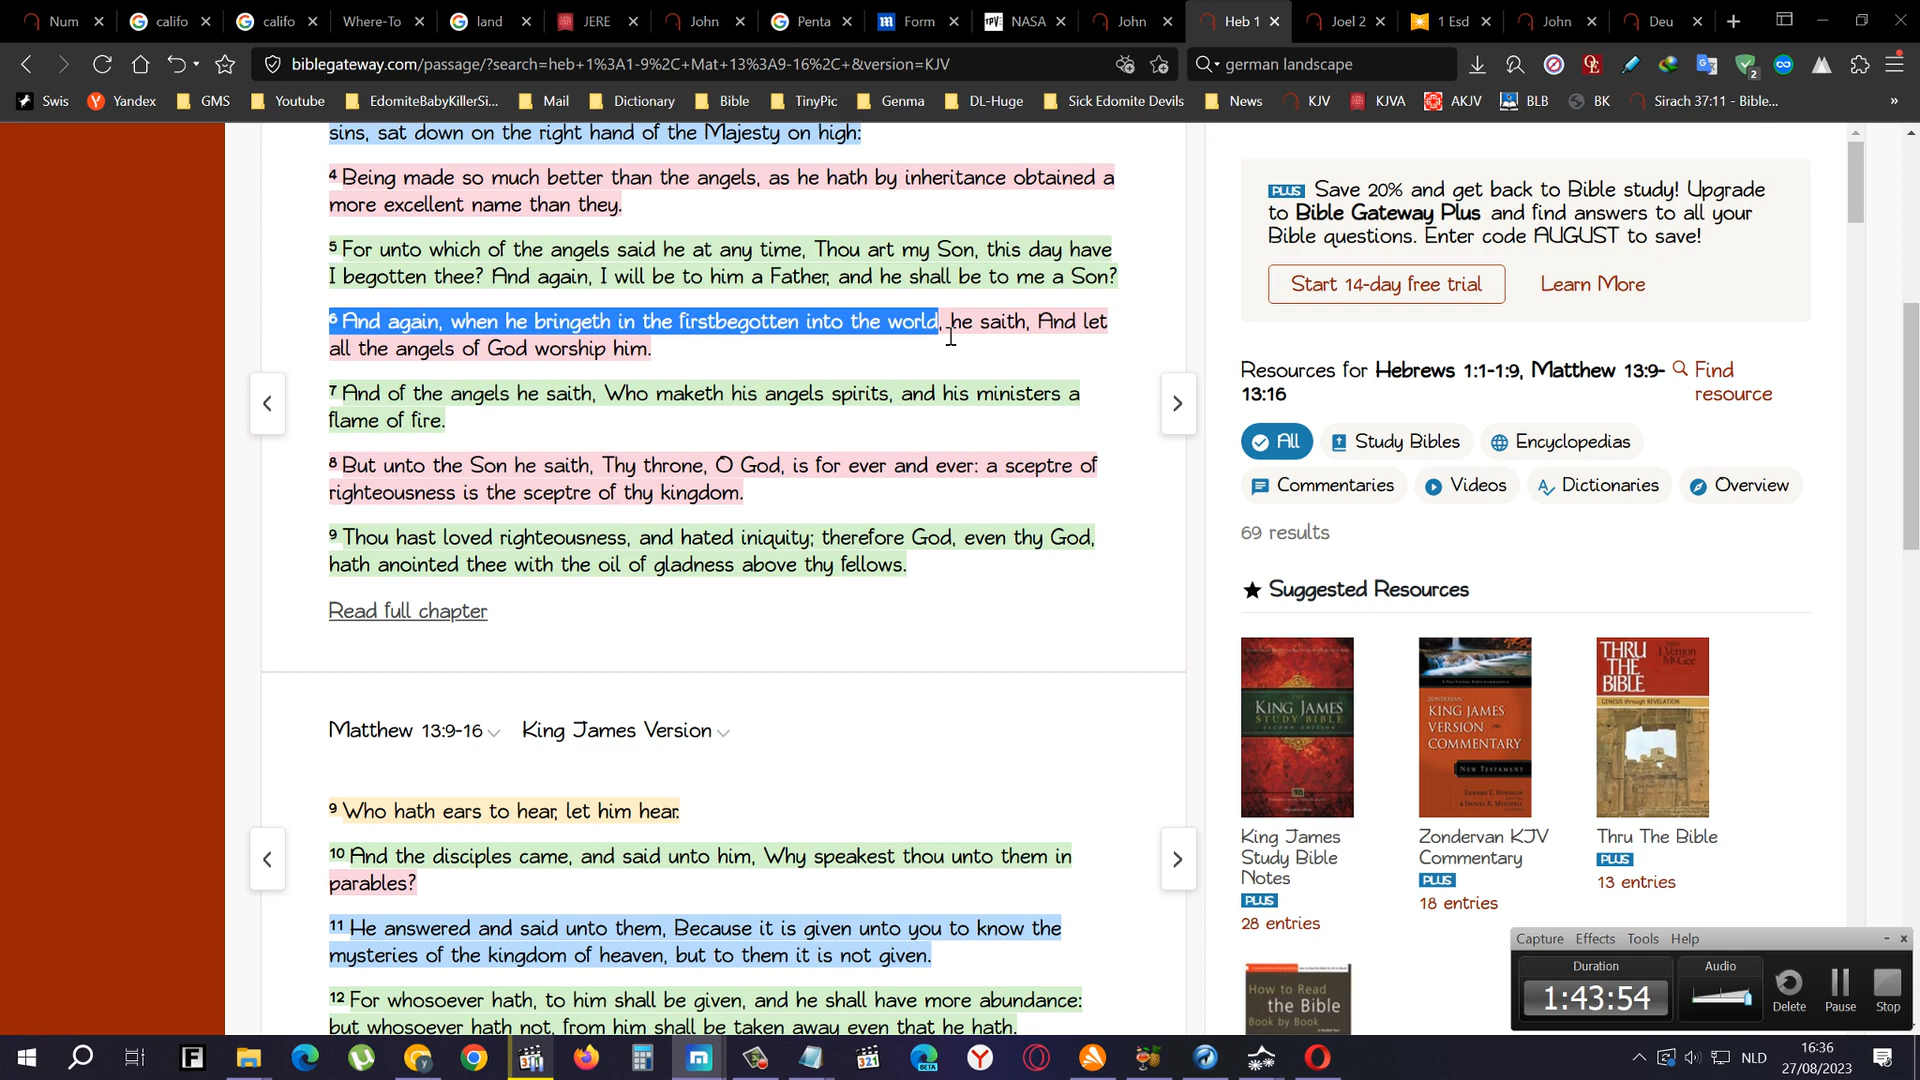 Num
califo
califo
Where-To
land
JERE
John
Penta
Form
NASA
John
Heb 1
Joel 2
1 Esd
John
Deu
biblegateway.com/passage/?search=heb+1%3A1-9%2C+Mat+13%3A9-16%2C+&version=KJV
german landscape
2
Swis
Yandex
GMS
Youtube
EdomiteBabyKillerSi...
Mail
Dictionary
Bible
TinyPic
Genma
DL-Huge
Sick Edomite Devils
News
KJV
KJVA
AKJV
BLB
BK
Sirach 37:11 - Bible...
sins, sat down on the right hand of the Majesty on high:
4 Being made so much better than the angels, as he hath by inheritance obtained a
more excellent name than they.
5 For unto which of the angels said he at any time, Thou art my Son, this day have
I begotten thee? And again, I will be to him a Father, and he shall be to me a Son?
6 And again, when he bringeth in the firstbegotten into the world, he saith, And let
all the angels of God worship him.
7 And of the angels he saith, Who maketh his angels spirits, and his ministers a
flame of fire.
8 But unto the Son he saith, Thy throne, O God, is for ever and ever: a sceptre of
righteousness is the sceptre of thy kingdom.
9 Thou hast loved righteousness, and hated iniquity; therefore God, even thy God,
hath anointed thee with the oil of gladness above thy fellows.
Read full chapter
Matthew 13:9-16
King James Version
9 Who hath ears to hear, let him hear.
10 And the disciples came, and said unto him, Why speakest thou unto them in
parables?
11 He answered and said unto them, Because it is given unto you to know the
mysteries of the kingdom of heaven, but to them it is not given.
12 For whosoever hath, to him shall be given, and he shall have more abundance:
but whosoever hath not, from him shall be taken away even that he hath.
PLUS Save 20% and get back to Bible study! Upgrade
to Bible Gateway Plus and find answers to all your
Bible questions. Enter code AUGUST to save!
Start 14-day free trial
Learn More
Resources for Hebrews 1:1-1:9, Matthew 13:9-
13:16
Find
resource
All
Study Bibles
Encyclopedias
Commentaries
Videos
Dictionaries
Overview
69 results
Suggested Resources
KING JAMES
STUDY BIBLE
KING JAMES
VERSION
COMMENTARY
NEW TESTAMENT
THRU
THE
BIBLE
J. Vernon
McGee
GENESIS through REVELATION
King James
Study Bible
Notes
PLUS
28 entries
Zondervan KJV
Commentary
PLUS
18 entries
Thru The Bible
PLUS
13 entries
How to Read
the Bible
Book by Book
Capture
Effects
Tools
Help
Duration
1:43:54
Audio
Delete
Pause
Stop
321
BETA
NLD
16:36
27/08/2023